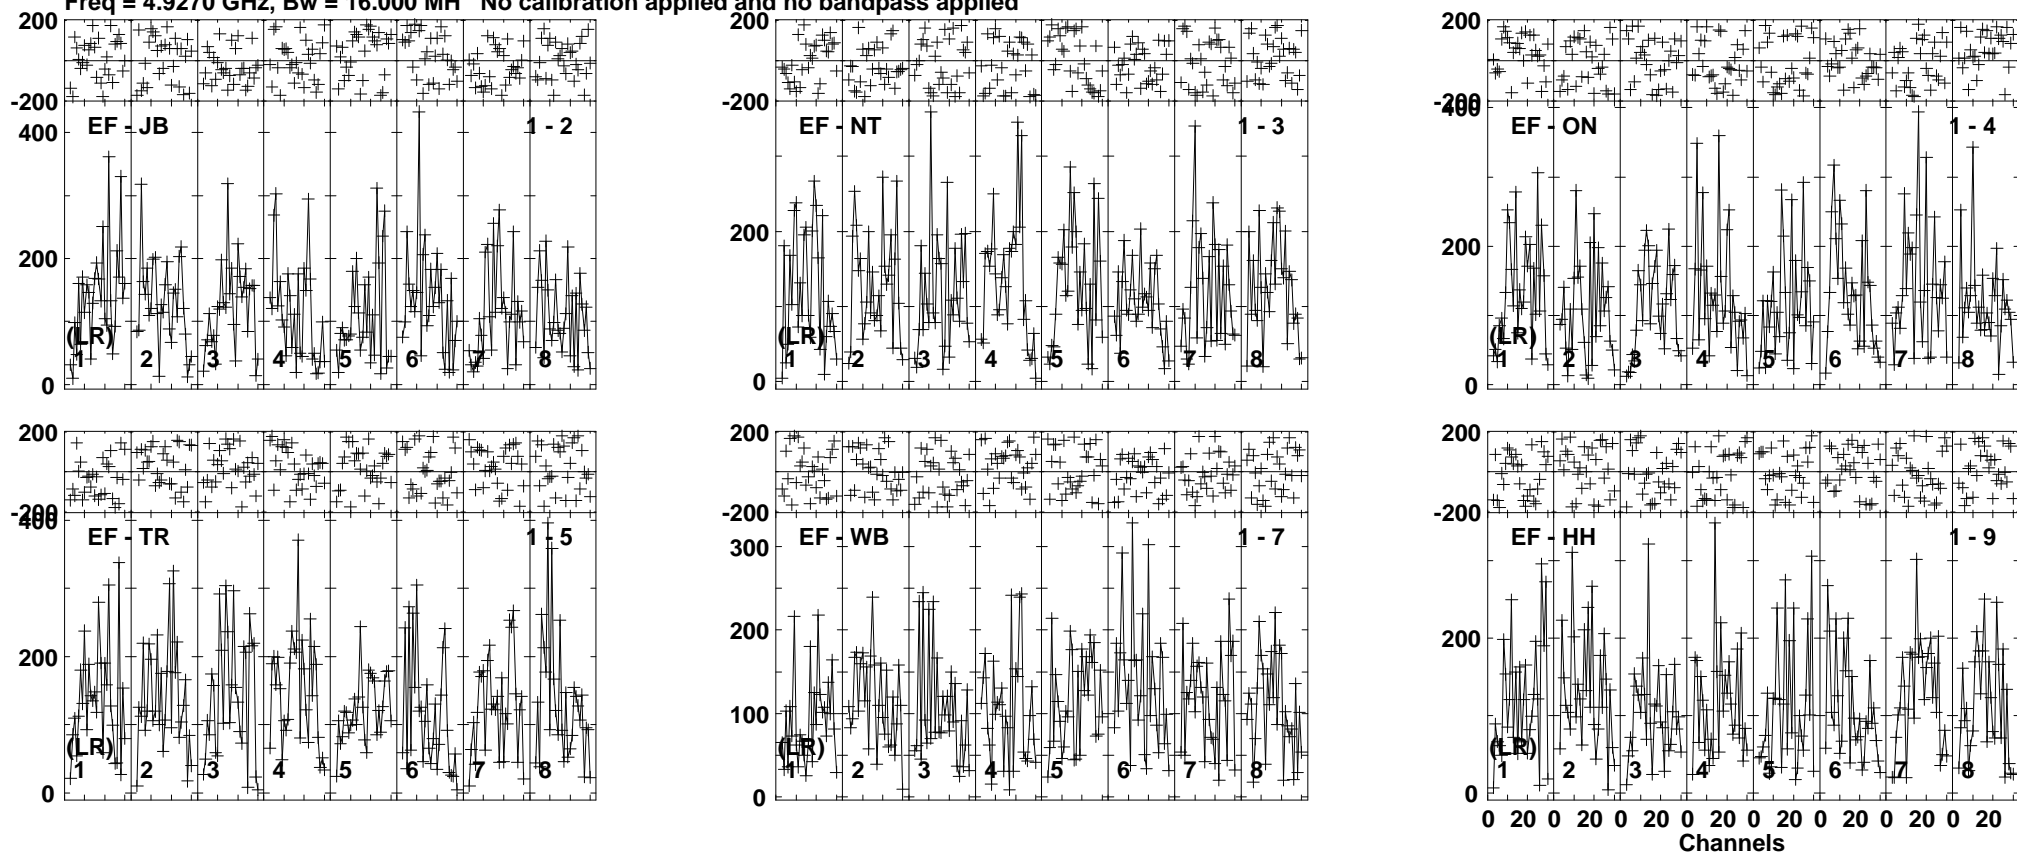 Freq = 4.9270 GHz, Bw = 16.000 MH No calibration applied and no bandpass applied
200 200 200
-200 -200 -200
400 400
EF - JB 1 - 2 EF - NT 1 - 3 EF - ON 1 - 4
200 200 200
(LR) (LR) (LR)
1 2 3 4 5 6 7 8 1 2 3 4 5 6 7 8 1 2 3 4 5 6 7 8
0 0 0
200 200 200
-200 -200 -200
400
EF - TR 1 - 5 EF - WB 1 - 7 EF - HH 1 - 9
300
200 200 200
100
(LR) (LR) (LR)
1 2 3 4 5 6 7 8 1 2 3 4 5 6 7 8 1 2 3 4 5 6 7 8
0 0 0
0 20 0 20 0 20 0 20 0 20 0 20 0 20 0 20
Channels